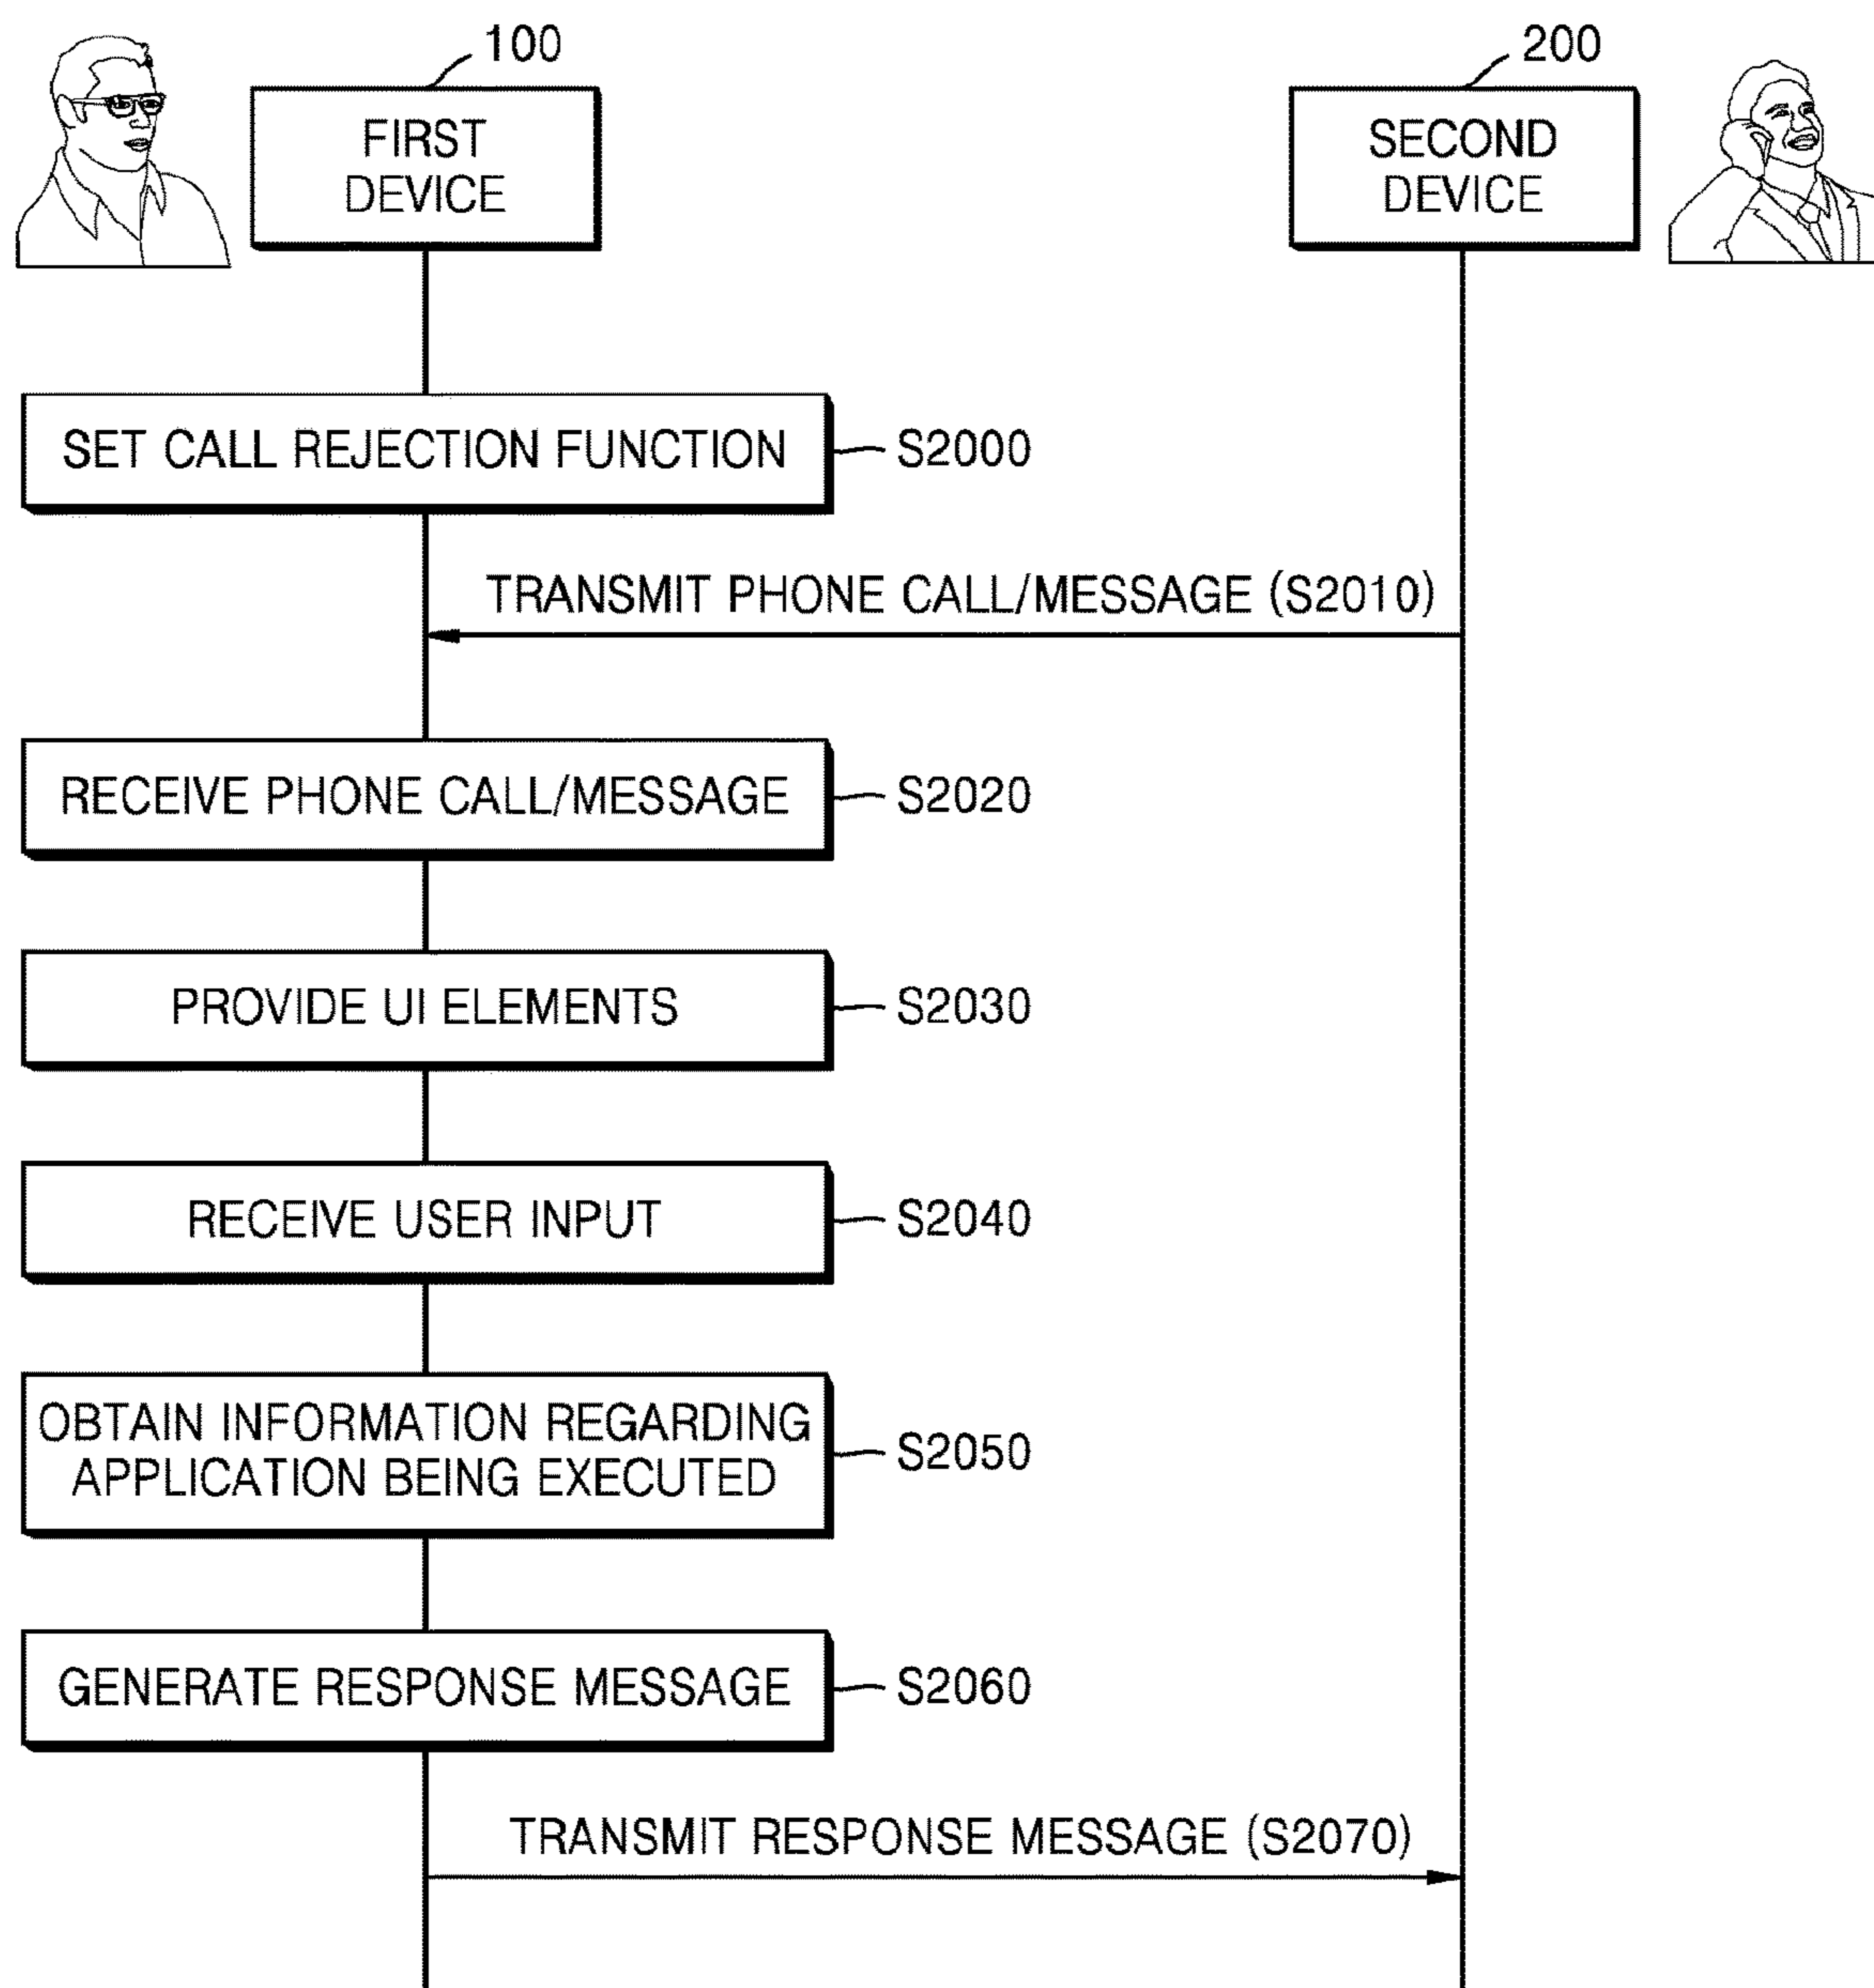 100
200
FIRST
DEVICE
SECOND
DEVICE
SET CALL REJECTION FUNCTION
S2000
TRANSMIT PHONE CALL/MESSAGE (S2010)
RECEIVE PHONE CALL/MESSAGE
S2020
PROVIDE UI ELEMENTS
S2030
RECEIVE USER INPUT
S2040
OBTAIN INFORMATION REGARDING
APPLICATION BEING EXECUTED
S2050
GENERATE RESPONSE MESSAGE
S2060
TRANSMIT RESPONSE MESSAGE (S2070)